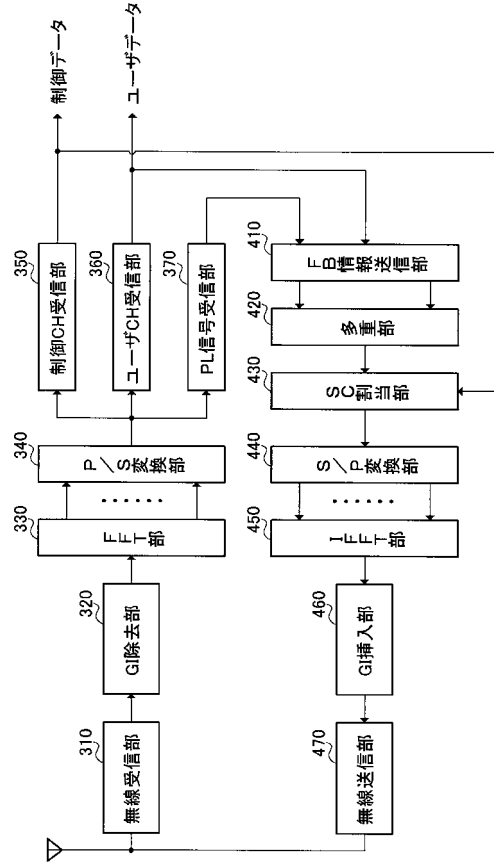 制御データ
ユーザデータ
350
制御CH受信部
360
ユーザCH受信部
370
PL信号受信部
410
FB情報送信部
420
多重部
430
SC割当部
340
P/S変換部
440
S/P変換部
330
FFT部
450
IFFT部
320
GI除去部
460
GI挿入部
310
無線受信部
470
無線送信部